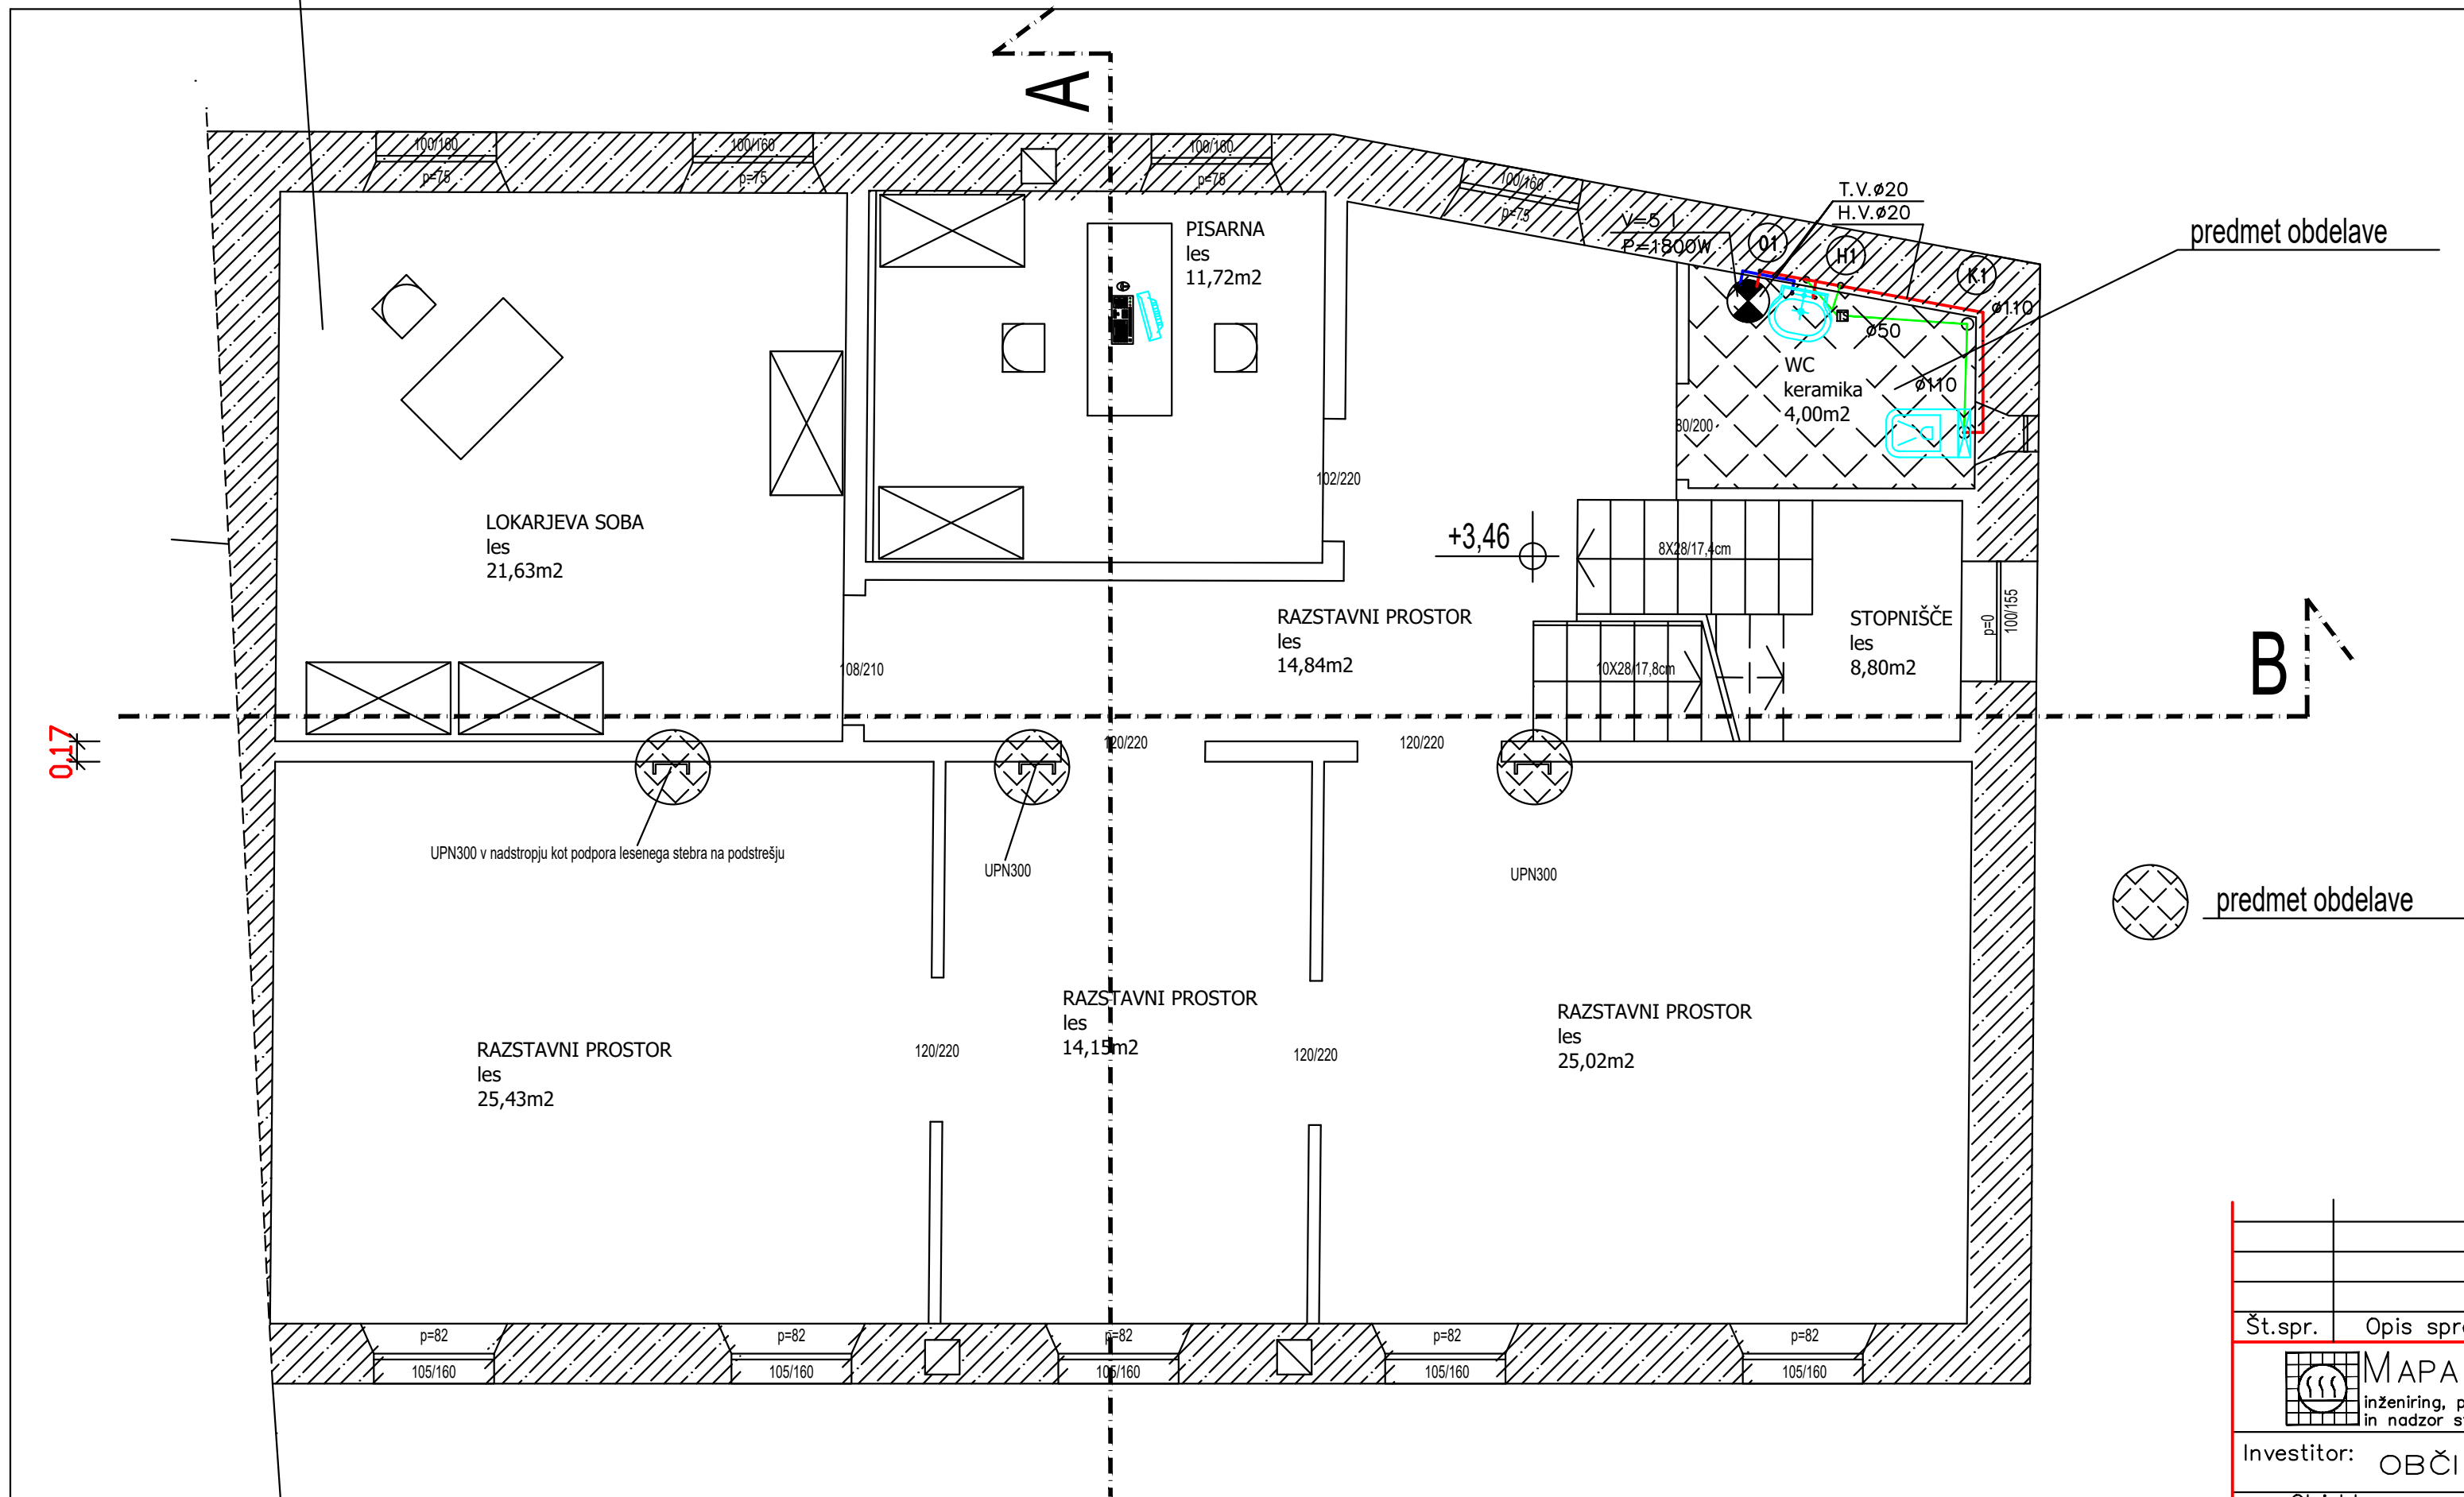 A
100/160
p=75
100/160
p=75
100/160
p=75
100/160
p=75
T.V.ø20
H.V.ø20
V=5 l
P=1800W
O1
H1
K1
predmet obdelave
ø110
ø50
ø110
WC
keramika
4,00m2
80/200
PISARNA
les
11,72m2
102/220
LOKARJEVA SOBA
les
21,63m2
+3,46
8X28/17,4cm
10X28/17,8cm
RAZSTAVNI PROSTOR
les
14,84m2
STOPNIŠČE
les
8,80m2
p=0
100/155
B
108/210
0,17
120/220
120/220
UPN300 v nadstropju kot podpora lesenega stebra na podstrešju
UPN300
UPN300
predmet obdelave
RAZSTAVNI PROSTOR
les
25,43m2
120/220
RAZSTAVNI PROSTOR
les
14,15m2
120/220
RAZSTAVNI PROSTOR
les
25,02m2
p=82
105/160
p=82
105/160
p=82
105/160
p=82
105/160
p=82
105/160
Št.spr.
Opis spr
MAPA
inženiring, p
in nadzor s
Investitor:
OBČI